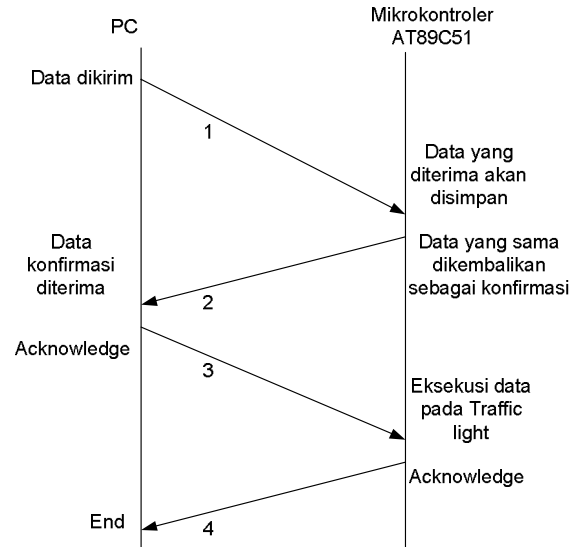 PC
Mikrokontroler
AT89C51
Data dikirim
1
Data yang
diterima akan
disimpan
Data
konfirmasi
diterima
Data yang sama
dikembalikan
sebagai konfirmasi
2
Acknowledge
3
Eksekusi data
pada Traffic
light
Acknowledge
End
4